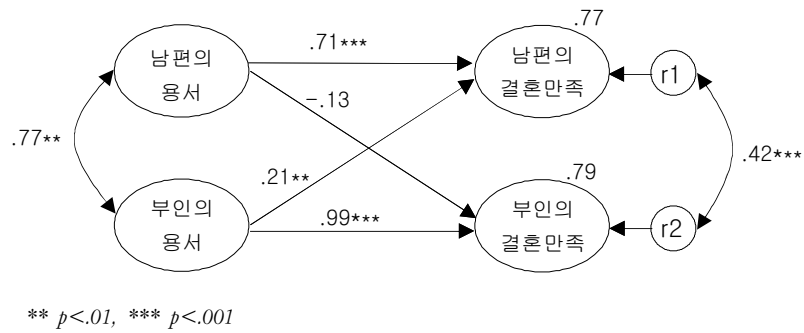 .77
남편의
용서
.71***
남편의
결혼만족
r1
-.13
.77**
.42***
.21**
.79
부인의
용서
.99***
부인의
결혼만족
r2
** p<.01, *** p<.001